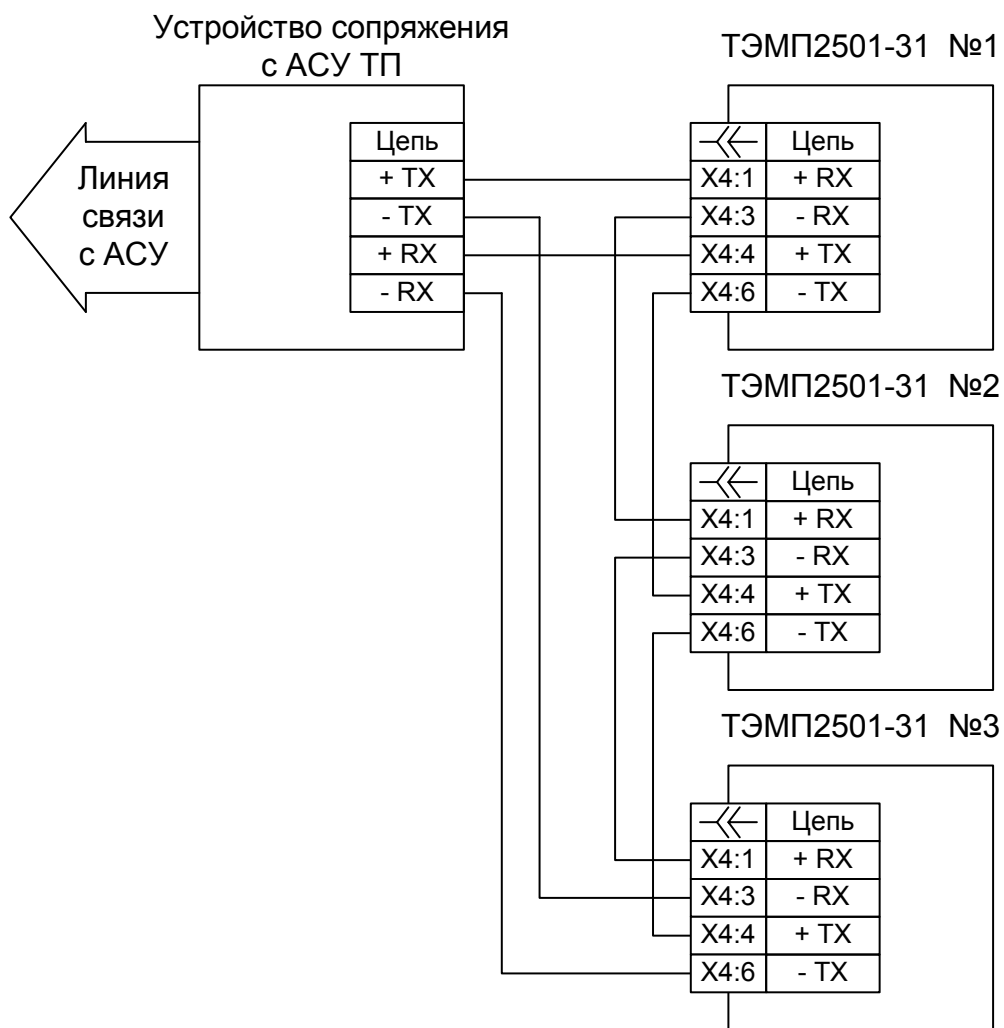 Устройство сопряжения
с АСУ ТП
Линия
связи
с АСУ
Цепь
+ TX
- TX
+ RX
- RX
ТЭМП2501-31 №1
Цепь
X4:1 + RX
X4:3 - RX
X4:4 + TX
X4:6 - TX
ТЭМП2501-31 №2
Цепь
X4:1 + RX
X4:3 - RX
X4:4 + TX
X4:6 - TX
ТЭМП2501-31 №3
Цепь
X4:1 + RX
X4:3 - RX
X4:4 + TX
X4:6 - TX